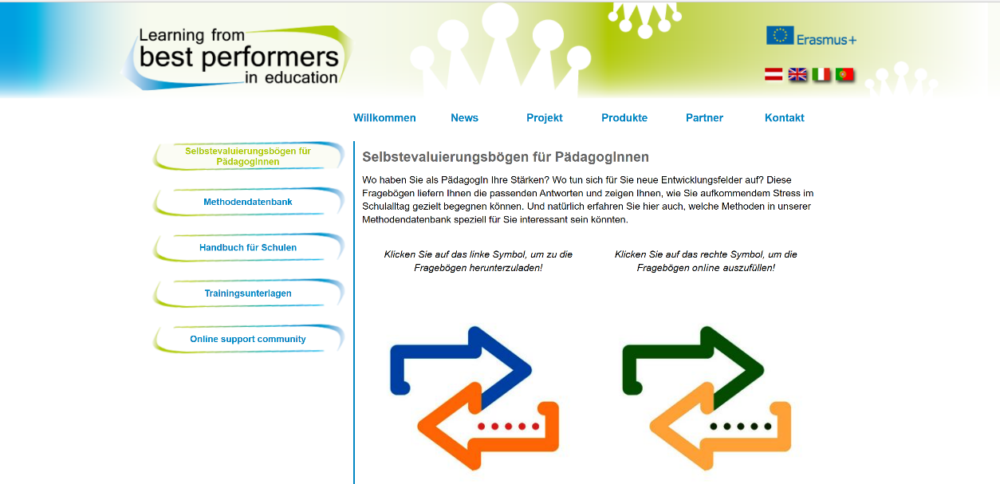 Learning from
best performers
in education
Erasmus+
Willkommen News Projekt Produkte Partner Kontakt
Selbstevaluierungsbögen für
PädagogInnen
Methodendatenbank
Handbuch für Schulen
Trainingsunterlagen
Online support community
Selbstevaluierungsbögen für PädagogInnen
Wo haben Sie als PädagogIn Ihre Stärken? Wo tun sich für Sie neue Entwicklungsfelder auf? Diese
Fragebögen liefern Ihnen die passenden Antworten und zeigen Ihnen, wie Sie aufkommendem Stress im
Schulalltag gezielt begegnen können. Und natürlich erfahren Sie hier auch, welche Methoden in unserer
Methodendatenbank speziell für Sie interessant sein könnten.
Klicken Sie auf das linke Symbol, um zu die
Fragebögen herunterzuladen!
Klicken Sie auf das rechte Symbol, um die
Fragebögen online auszufüllen!